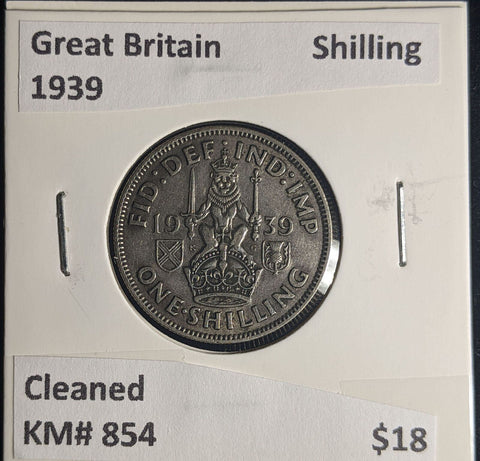 Great Britain Shilling
1939
FID: DEF: IND: IMP
19 39
ONE·SHILLING
Cleaned
KM# 854 $18